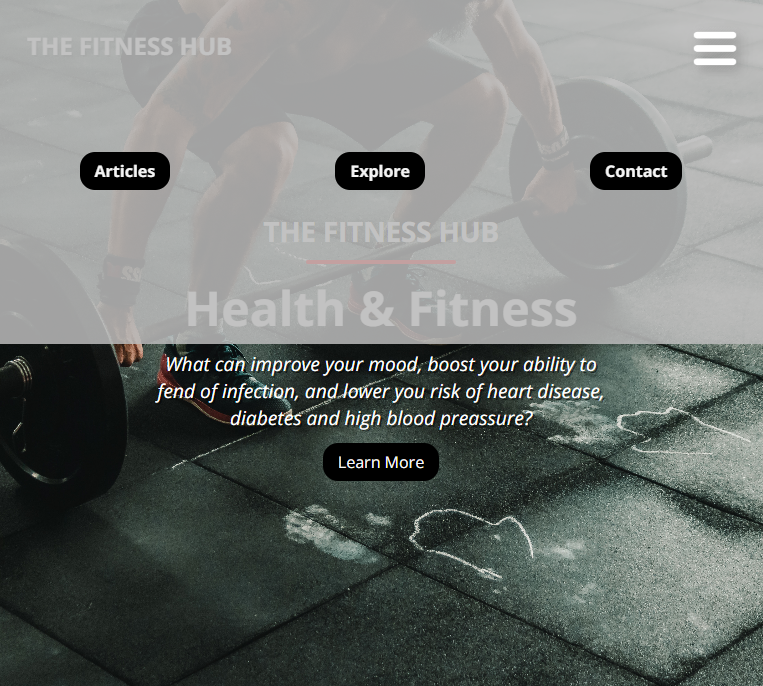 THE FITNESS HUB
Articles
Explore
Contact
THE FITNESS HUB
Health & Fitness
What can improve your mood, boost your ability to
fend of infection, and lower you risk of heart disease,
diabetes and high blood preassure?
Learn More